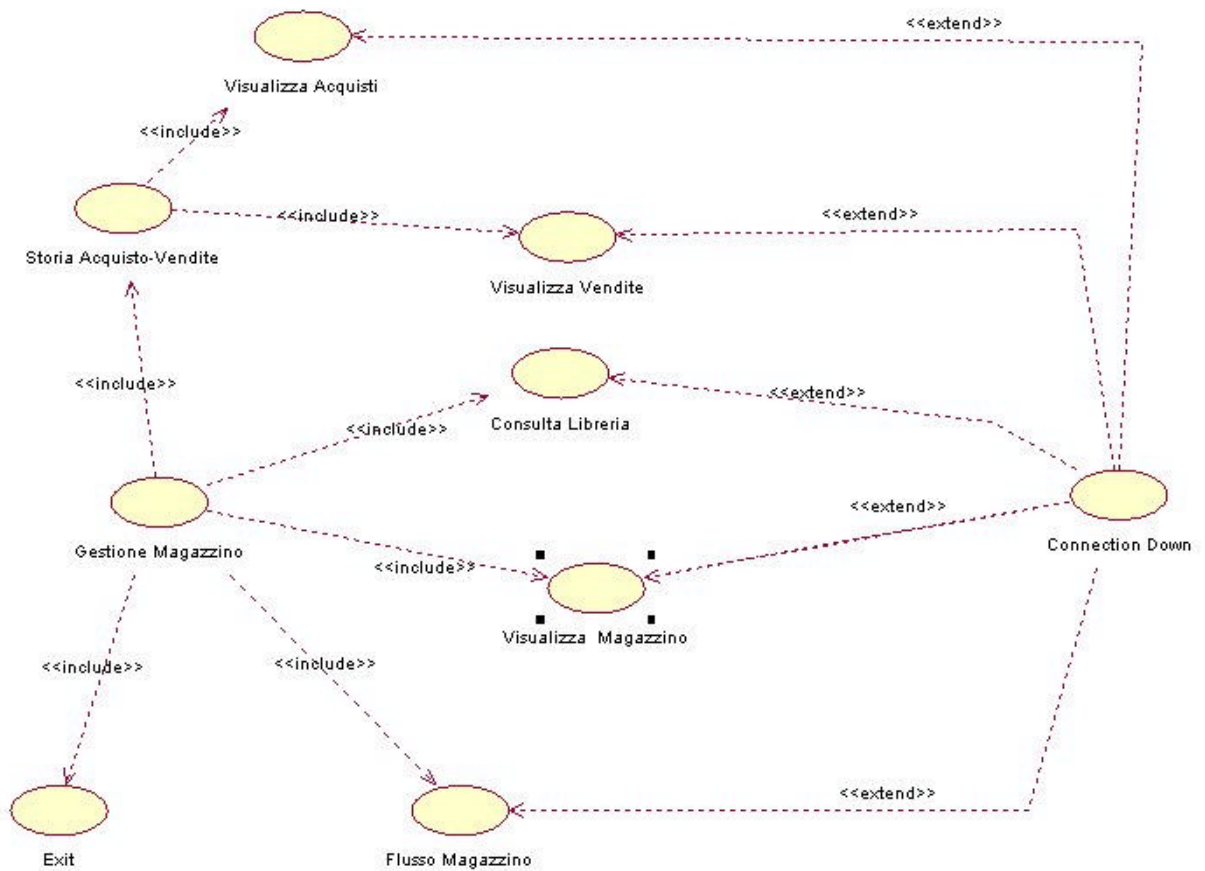 <<extend>>
Visualizza Acquisti
<<include>>
<<include>>
<<extend>>
Storia Acquisto-Vendite
Visualizza Vendite
<<include>>
<<extend>>
<<include>>
Consulta Libreria
<<extend>>
Gestione Magazzino
Connection Down
<<include>>
Visualizza Magazzino
<<include>>
<<include>>
<<extend>>
Exit
Flusso Magazzino